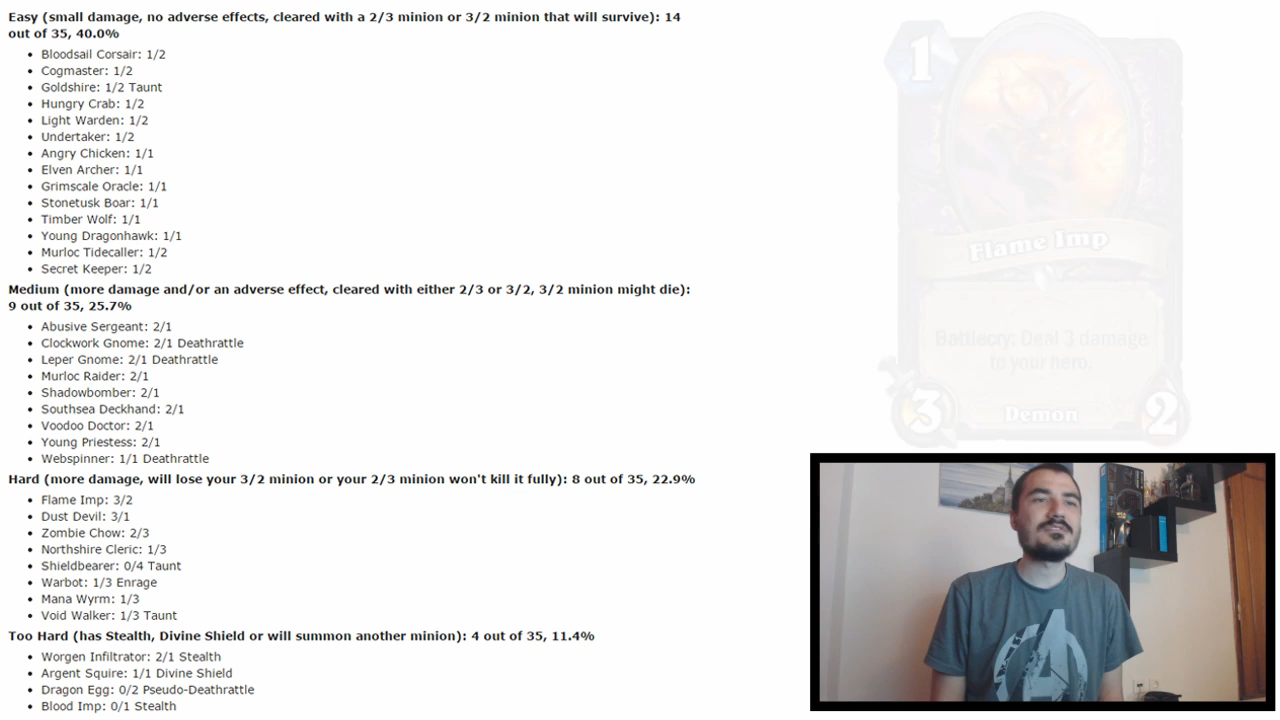 Easy (small damage, no adverse effects, cleared with a 2/3 minion or 3/2 minion that will survive): 14
out of 35, 40.0%
• Bloodsail Corsair: 1/2
• Cogmaster: 1/2
• Goldshire: 1/2 Taunt
• Hungry Crab: 1/2
• Light Warden: 1/2
• Undertaker: 1/2
• Angry Chicken: 1/1
• Elven Archer: 1/1
• Grimscale Oracle: 1/1
• Stonetusk Boar: 1/1
• Timber Wolf: 1/1
• Young Dragonhawk: 1/1
• Murloc Tidecaller: 1/2
• Secret Keeper: 1/2
Medium (more damage and/or an adverse effect, cleared with either 2/3 or 3/2, 3/2 minion might die):
9 out of 35, 25.7%
• Abusive Sergeant: 2/1
• Clockwork Gnome: 2/1 Deathrattle
• Leper Gnome: 2/1 Deathrattle
• Murloc Raider: 2/1
• Shadowbomber: 2/1
• Southsea Deckhand: 2/1
• Voodoo Doctor: 2/1
• Young Priestess: 2/1
• Webspinner: 1/1 Deathrattle
Hard (more damage, will lose your 3/2 minion or your 2/3 minion won't kill it fully): 8 out of 35, 22.9%
• Flame Imp: 3/2
• Dust Devil: 3/1
• Zombie Chow: 2/3
• Northshire Cleric: 1/3
• Shieldbearer: 0/4 Taunt
• Warbot: 1/3 Enrage
• Mana Wyrm: 1/3
• Void Walker: 1/3 Taunt
Too Hard (has Stealth, Divine Shield or will summon another minion): 4 out of 35, 11.4%
• Worgen Infiltrator: 2/1 Stealth
• Argent Squire: 1/1 Divine Shield
• Dragon Egg: 0/2 Pseudo-Deathrattle
• Blood Imp: 0/1 Stealth
1
Flame Imp
Battlecry: Deal 3 damage
to your hero.
3 Demon 2
A